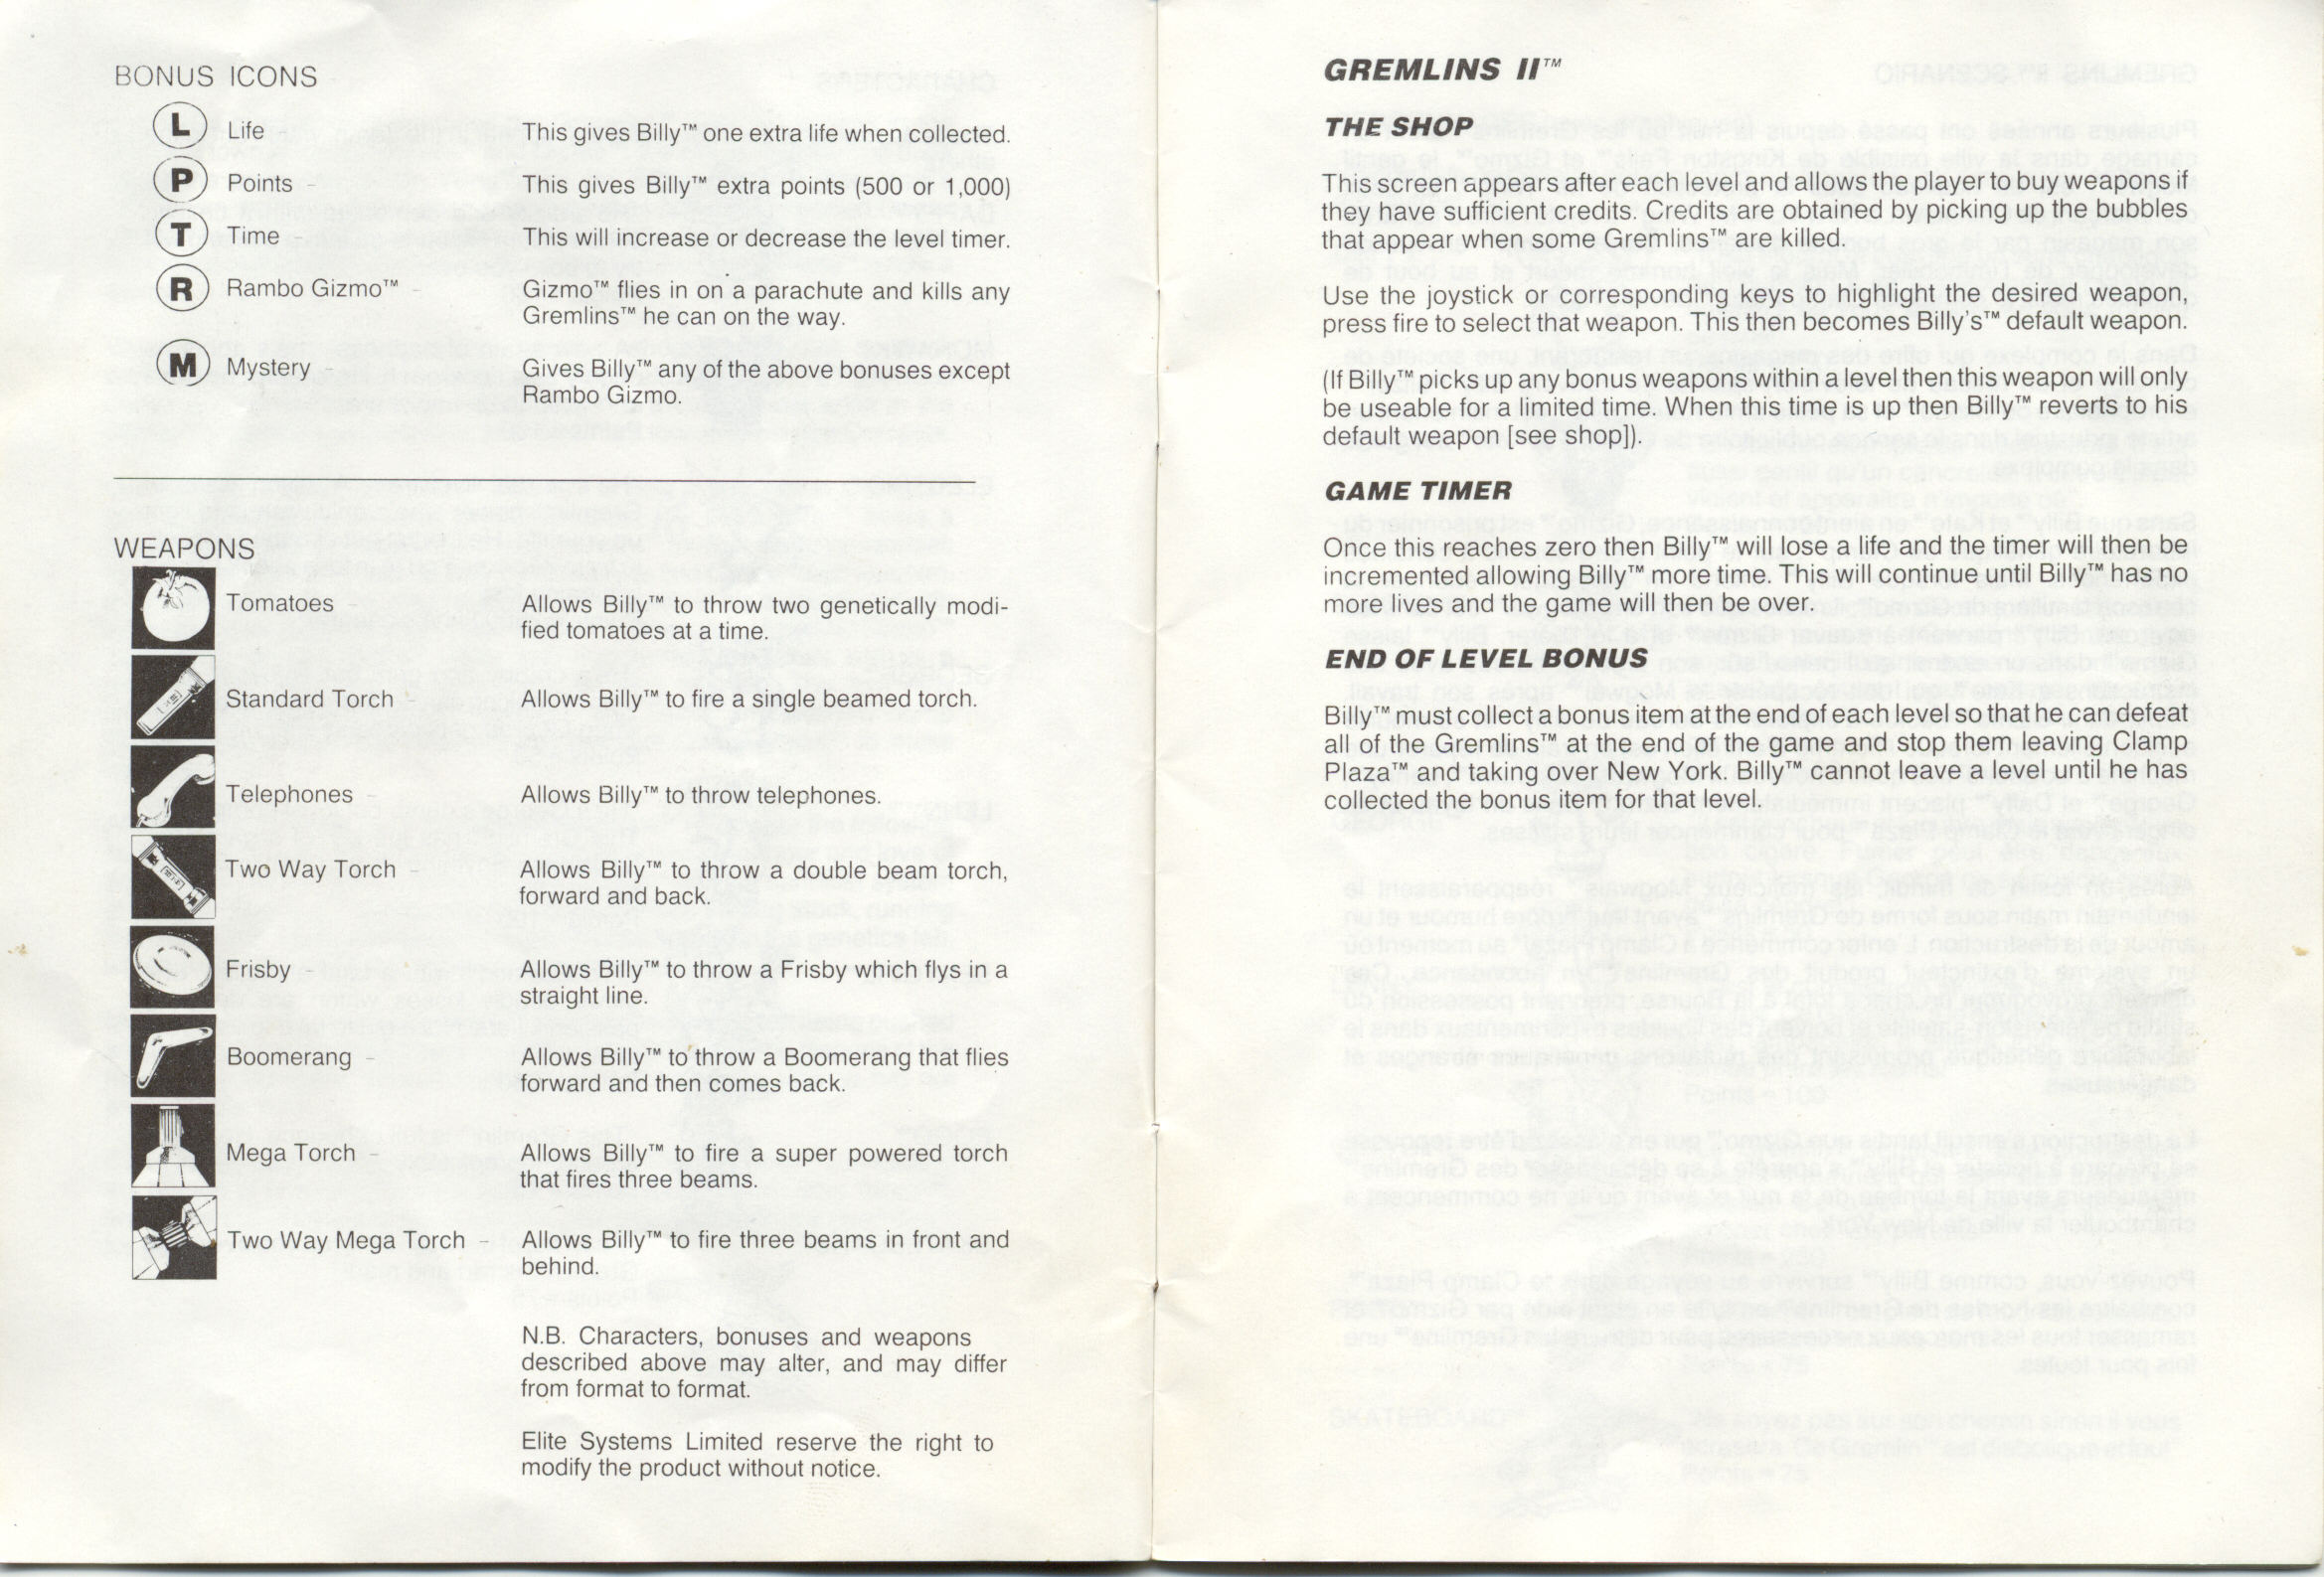 BONUS ICONS
L Life This gives Billy™ one extra life when collected.
P Points - This gives Billy™ extra points (500 or 1,000)
T Time - This will increase or decrease the level timer.
R Rambo Gizmo™ - Gizmo™ flies in on a parachute and kills any
Gremlins™ he can on the way.
M Mystery - Gives Billy™ any of the above bonuses except
Rambo Gizmo.
WEAPONS
Tomatoes - Allows Billy™ to throw two genetically modi-
fied tomatoes at a time.
Standard Torch - Allows Billy™ to fire a single beamed torch.
Telephones - Allows Billy™ to throw telephones.
Two Way Torch - Allows Billy™ to throw a double beam torch,
forward and back.
Frisby - Allows Billy™ to throw a Frisby which flys in a
straight line.
Boomerang - Allows Billy™ to throw a Boomerang that flies
forward and then comes back.
Mega Torch - Allows Billy™ to fire a super powered torch
that fires three beams.
Two Way Mega Torch - Allows Billy™ to fire three beams in front and
behind.
N.B. Characters, bonuses and weapons
described above may alter, and may differ
from format to format.
Elite Systems Limited reserve the right to
modify the product without notice.
GREMLINS II™
THE SHOP
This screen appears after each level and allows the player to buy weapons if
they have sufficient credits. Credits are obtained by picking up the bubbles
that appear when some Gremlins™ are killed.
Use the joystick or corresponding keys to highlight the desired weapon,
press fire to select that weapon. This then becomes Billy's™ default weapon.
(If Billy™ picks up any bonus weapons within a level then this weapon will only
be useable for a limited time. When this time is up then Billy™ reverts to his
default weapon [see shop]).
GAME TIMER
Once this reaches zero then Billy™ will lose a life and the timer will then be
incremented allowing Billy™ more time. This will continue until Billy™ has no
more lives and the game will then be over.
END OF LEVEL BONUS
Billy™ must collect a bonus item at the end of each level so that he can defeat
all of the Gremlins™ at the end of the game and stop them leaving Clamp
Plaza™ and taking over New York. Billy™ cannot leave a level until he has
collected the bonus item for that level.